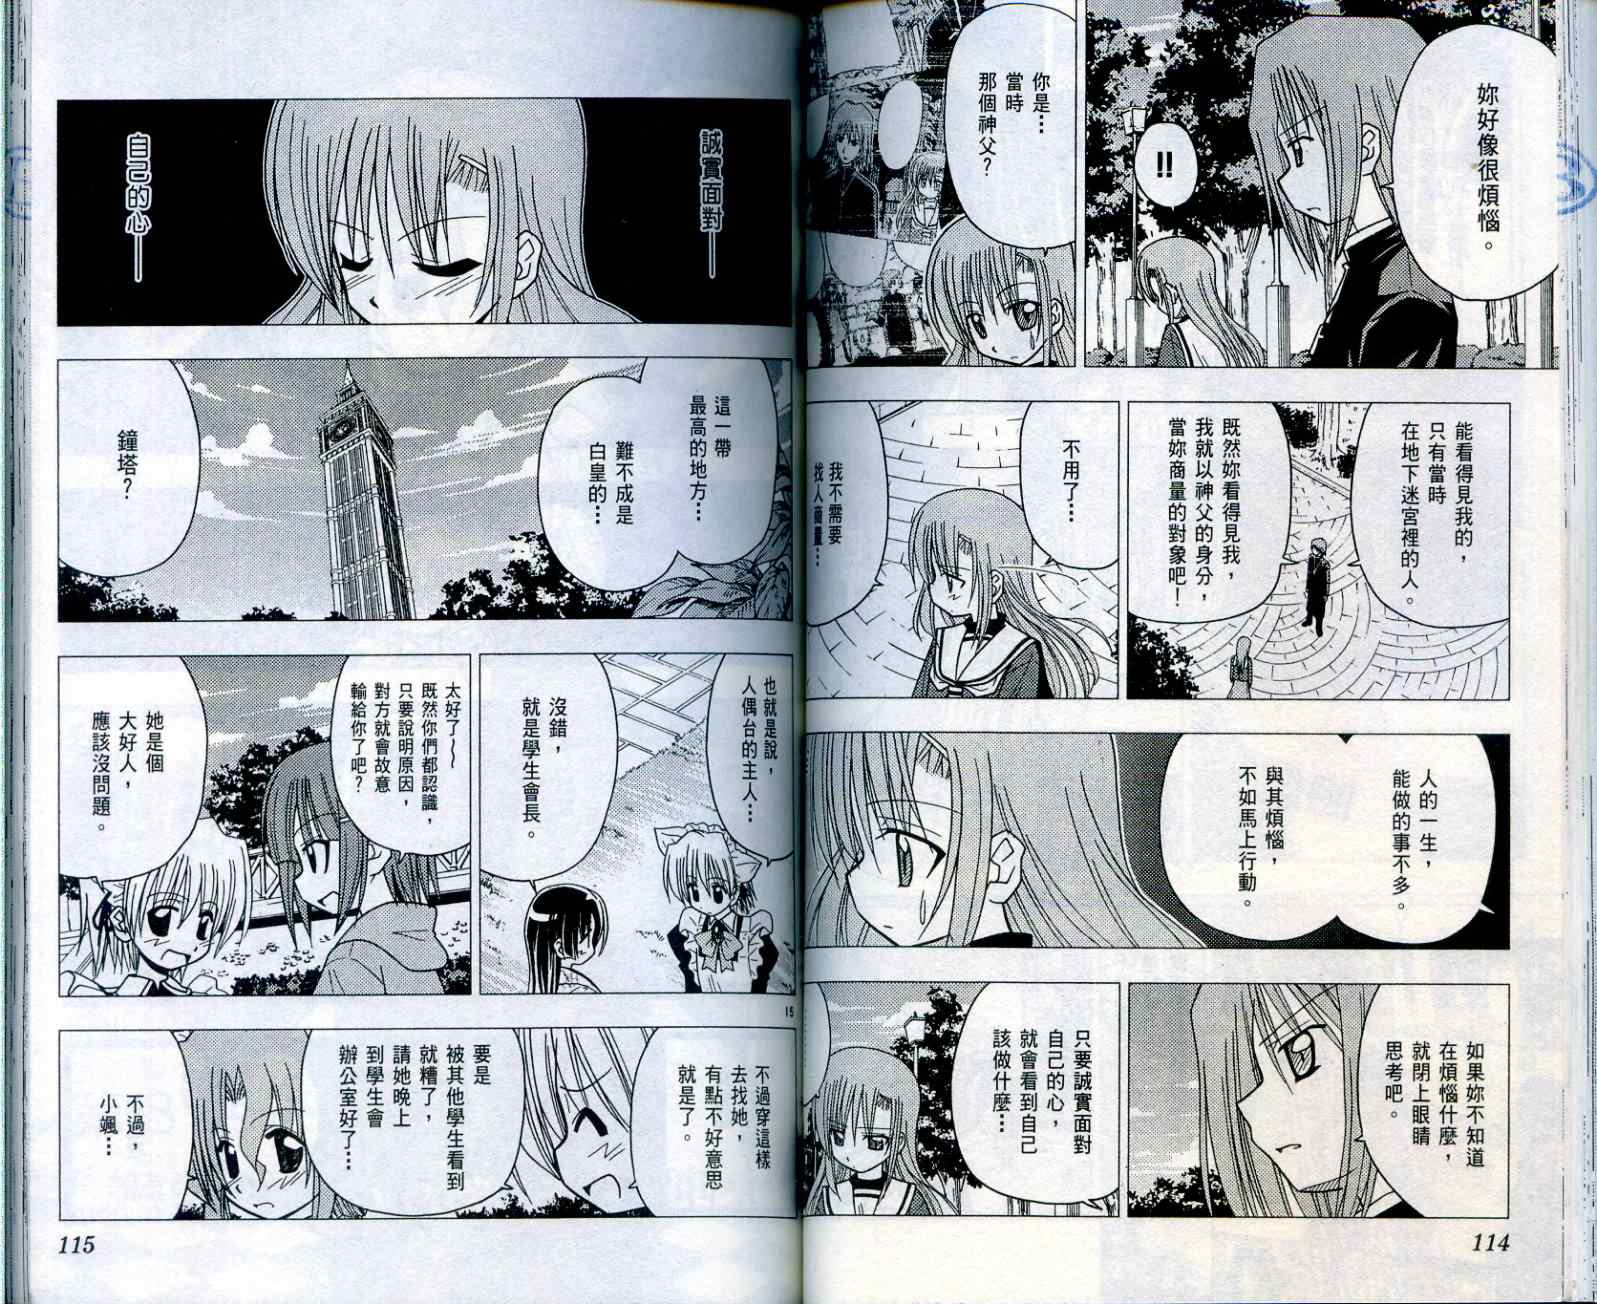 妳好像很煩惱。
!!
你是…
當時
那個神父？
能看得見我的，
只有當時
在地下迷宮裡的人。
既然妳看得見我，
我就以神父的身分，
當妳商量的對象吧！
不用了…
我不需要
找人商量…
人的一生，
能做的事不多。
與其煩惱，
不如馬上行動。
如果妳不知道
在煩惱什麼，
就閉上眼睛
思考吧。
只要誠實面對
自己的心，
就會看到自己
該做什麼…
114
誠實面對——
自己的心——
這一帶
最高的地方…
難不成是
白皇的…
鐘塔？
也就是說，
人偶台的主人…
沒錯，
就是學生會長。
太好了～
既然你們都認識，
只要說明原因，
對方就會故意
輸給你了吧？
她是個
大好人，
應該沒問題。
15
不過穿這樣
去找她，
有點不好意思
就是了。
要是
被其他學生看到
就糟了，
請她晚上
到學生會
辦公室好了…
不過，
小颯…
115